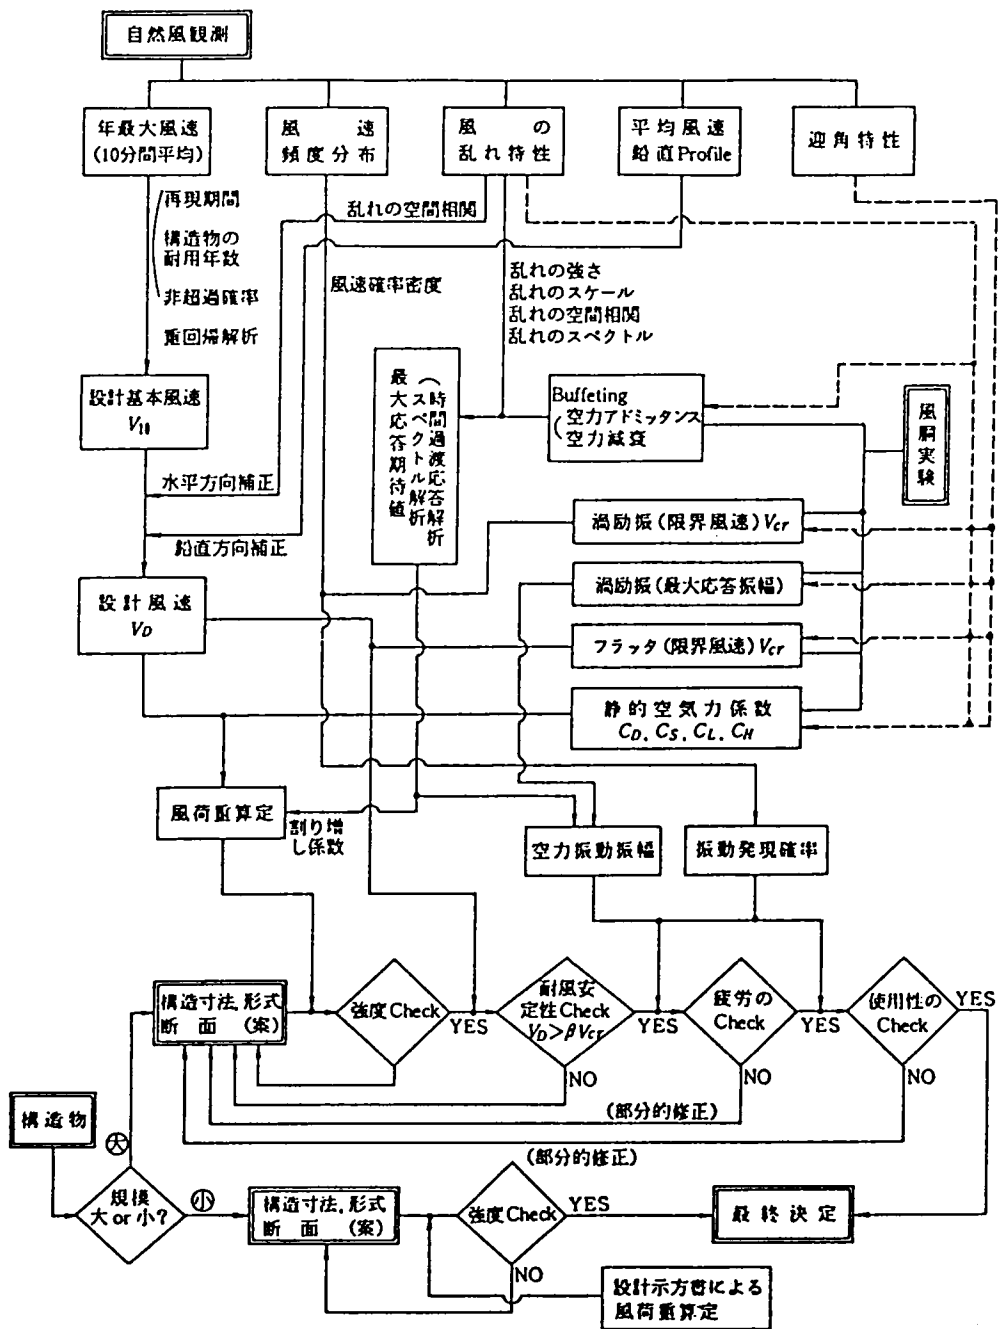 自然風観測
年最大風速
(10分間平均)
風速
頻度分布
風の
乱れ特性
平均風速
鉛直Profile
迎角特性
再現期間
構造物の
耐用年数
非超過確率
重回帰解析
乱れの空間相関
風速確率密度
乱れの強さ
乱れのスケール
乱れの空間相関
乱れのスペクトル
設計基本風速
V10
(時間過渡応答解析
スペクトル解析
最大応答期待値
Buffeting
(空力アドミッタンス
空力減衰
風胴実験
水平方向補正
鉛直方向補正
渦励振(限界風速)Vcr
渦励振(最大応答振幅)
設計風速
VD
フラッタ(限界風速)Vcr
静的空気力係数
CD, CS, CL, CH
風荷重算定
割り増
し係数
空力振動振幅
振動発現確率
構造寸法,形式
断面(案)
強度Check
YES
耐風安
定性Check
VD>βVcr
YES
NO
疲労の
Check
YES
NO
使用性の
Check
YES
NO
(部分的修正)
(部分的修正)
構造物
大
規模
大or小?
小
構造寸法,形式
断面(案)
強度Check
YES
NO
最終決定
設計示方書による
風荷重算定